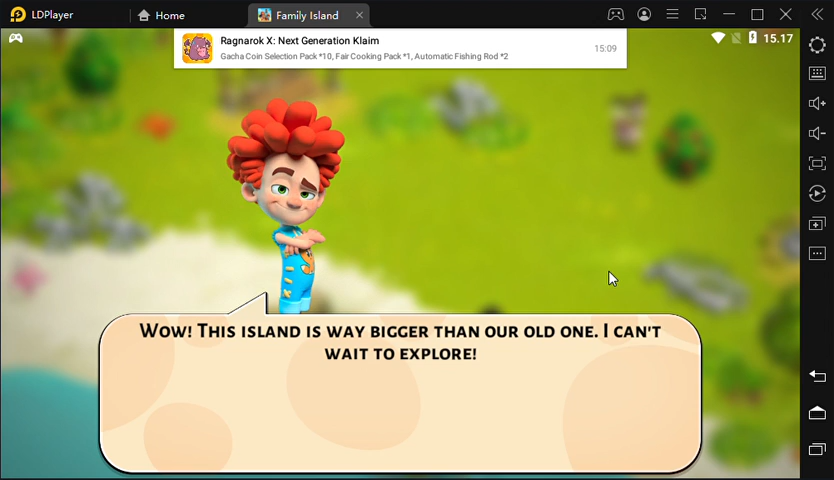 LDPlayer
Home
Family Island
Ragnarok X: Next Generation Klaim
Gacha Coin Selection Pack *10, Fair Cooking Pack *1, Automatic Fishing Rod *2
15:09
15.17
WOW! THIS ISLAND IS WAY BIGGER THAN OUR OLD ONE. I CAN'T
WAIT TO EXPLORE!